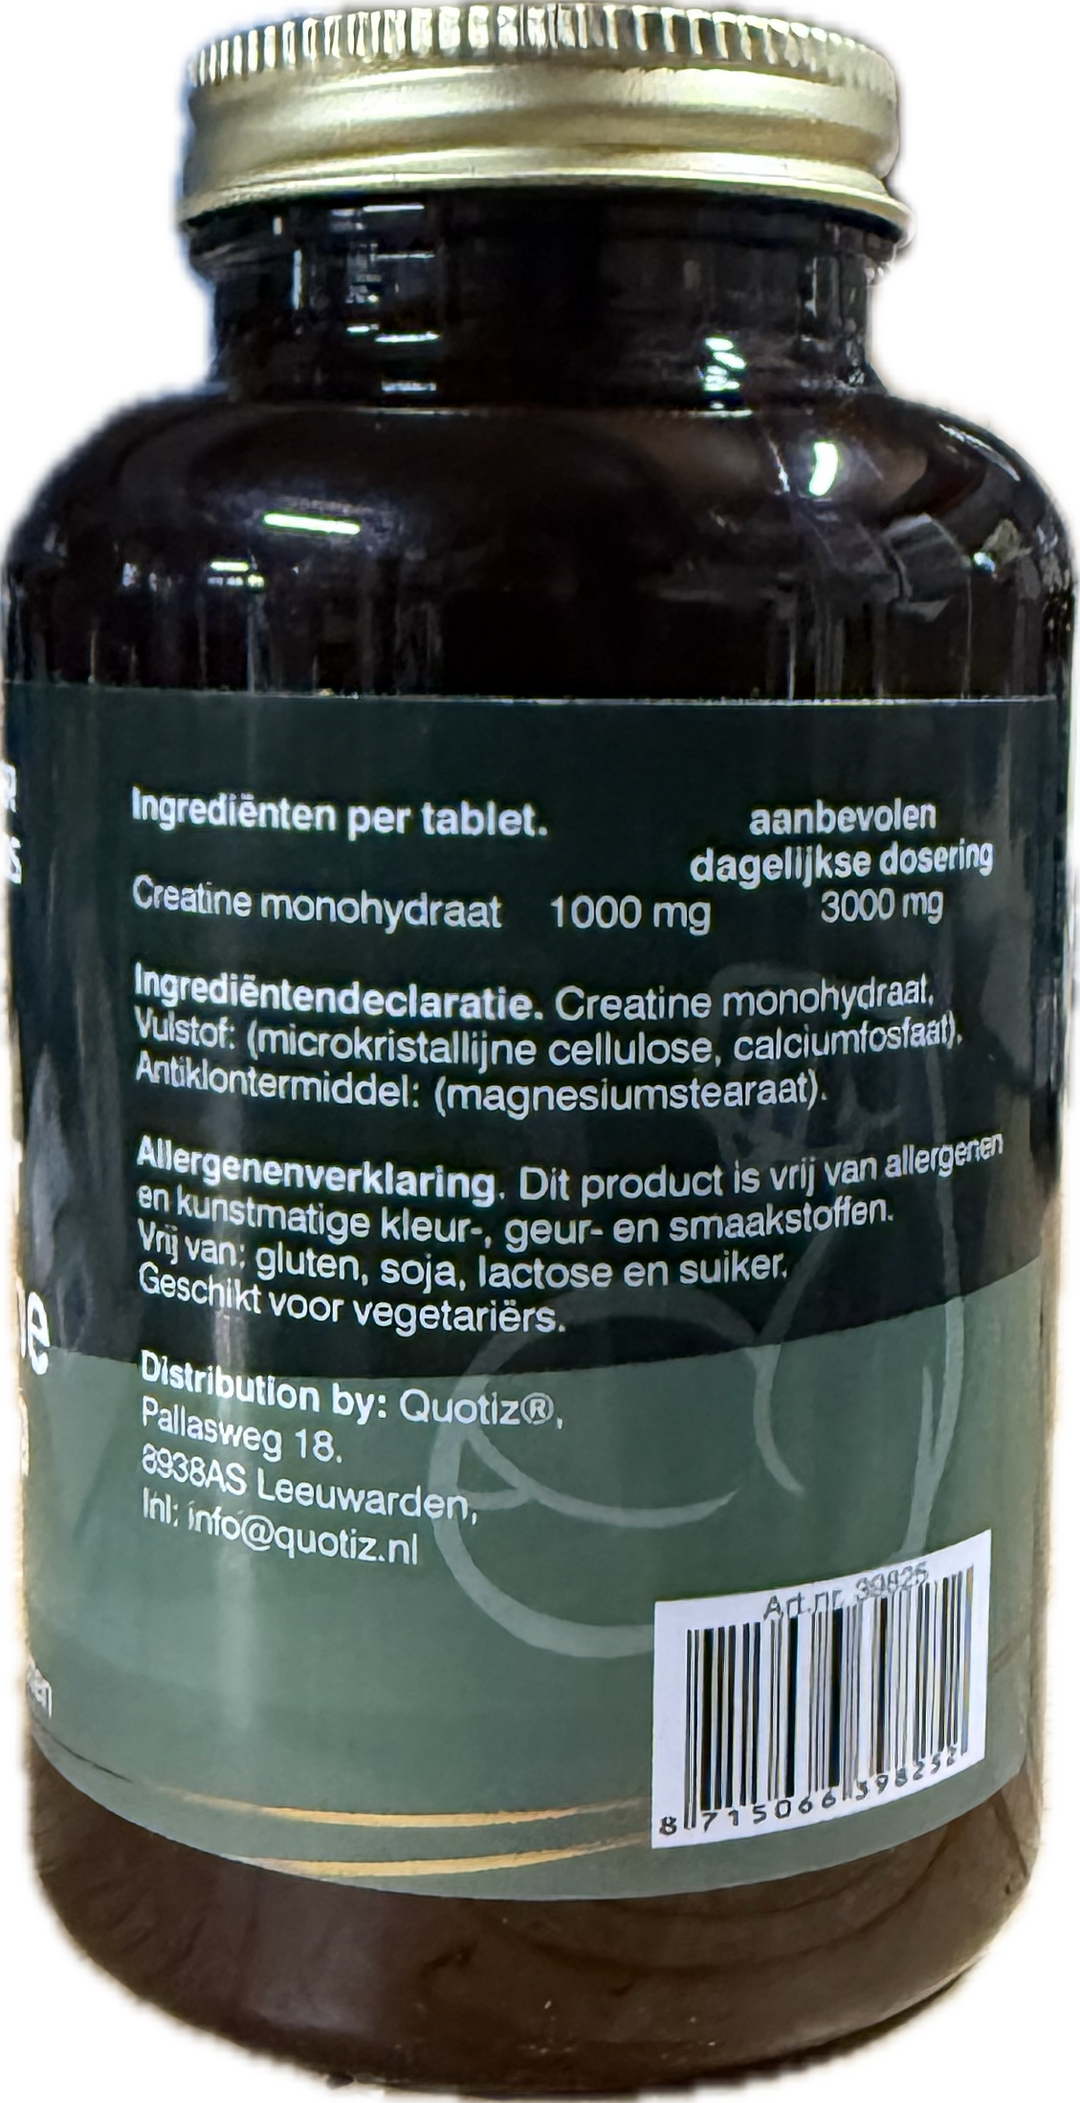 Ingrediënten per tablet.
aanbevolen
dagelijkse dosering
Creatine monohydraat 1000 mg 3000 mg
Ingrediëntendeclaratie. Creatine monohydraat,
Vulstof: (microkristallijne cellulose, calciumfosfaat),
Antiklontermiddel: (magnesiumstearaat).
Allergenenverklaring. Dit product is vrij van allergenen
en kunstmatige kleur-, geur- en smaakstoffen.
Vrij van: gluten, soja, lactose en suiker.
Geschikt voor vegetariërs.
Distribution by: Quotiz®,
Pallasweg 18.
8938AS Leeuwarden,
Inl: info@quotiz.nl
Art.nr. 39825
8 715066 398252